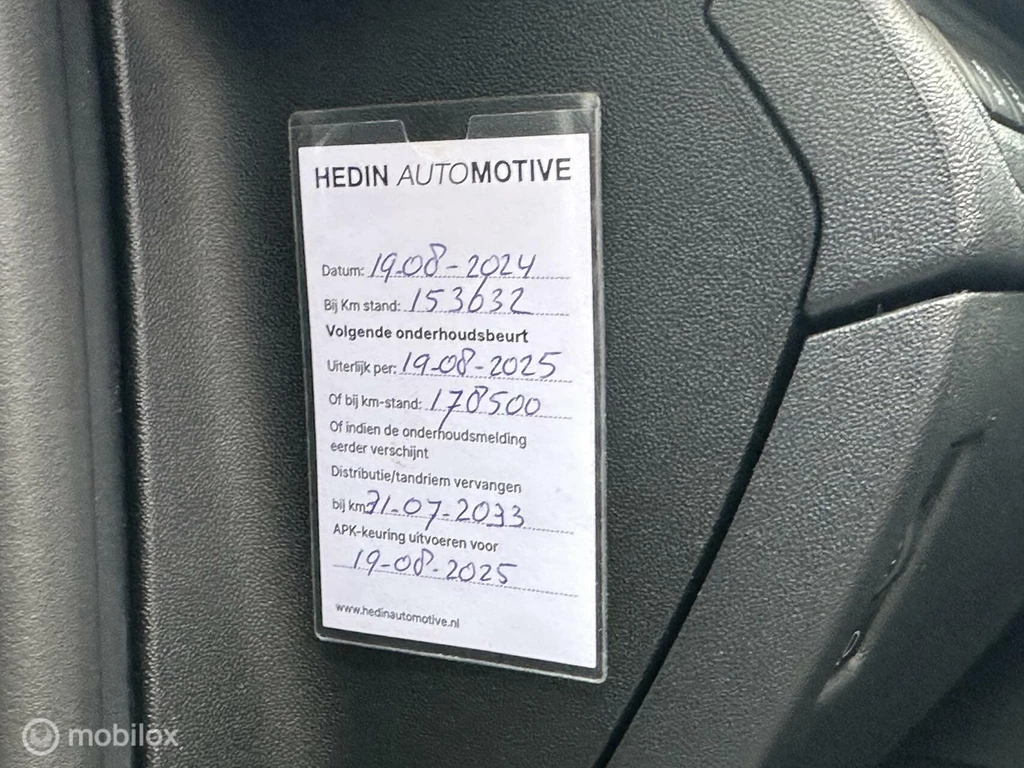 HEDIN AUTOMOTIVE
Datum: 19-08-2024
Bij Km stand: 153632
Volgende onderhoudsbeurt
Uiterlijk per: 19-08-2025
Of bij km-stand: 178500
Of indien de onderhoudsmelding
eerder verschijnt
Distributie/tandriem vervangen
bij km 31-07-2033
APK-keuring uitvoeren voor
19-08-2025
www.hedinautomotive.nl
mobilox